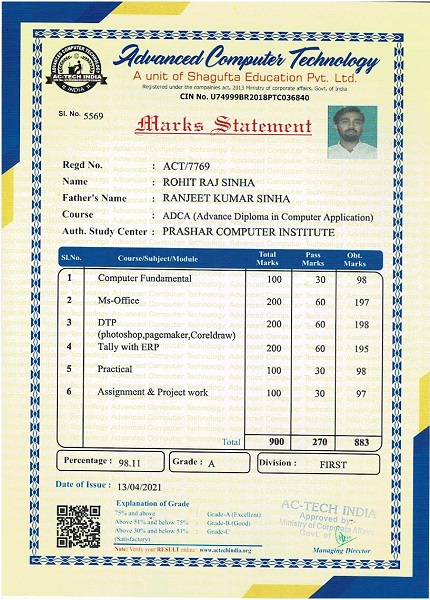 ADVANCED COMPUTER TECHNOLOGY
AC-TECH INDIA
INDIA
Advanced Computer Technology
A unit of Shagufta Education Pvt. Ltd.
Registered under the compainies act, 2013 Ministry of corporate affairs, Govt. of India
CIN No. U74999BR2018PTC036840
Sl. No. 5569
Marks Statement
Regd No. : ACT/7769
Name : ROHIT RAJ SINHA
Father's Name : RANJEET KUMAR SINHA
Course : ADCA (Advance Diploma in Computer Application)
Auth. Study Center : PRASHAR COMPUTER INSTITUTE
Sl.No. Course/Subject/Module Total Marks Pass Marks Obt. Marks
1 Computer Fundamental 100 30 98
2 Ms-Office 200 60 197
3 DTP (photoshop,pagemaker,Coreldraw) 200 60 198
4 Tally with ERP 200 60 195
5 Practical 100 30 98
6 Assignment & Project work 100 30 97
Total 900 270 883
Percentage : 98.11 Grade : A Division : FIRST
Date of Issue : 13/04/2021
Explanation of Grade
75% and above Grade-A (Excellent)
Above 51% and below 75% Grade-B (Good)
Above 30% and below 51% Grade-C
(Satisfactory)
Note: Verify your RESULT online : www.actechindia.org
AC-TECH INDIA
Approved by:-
Ministry of Corporate Affairs
Govt. of India
Managing Director